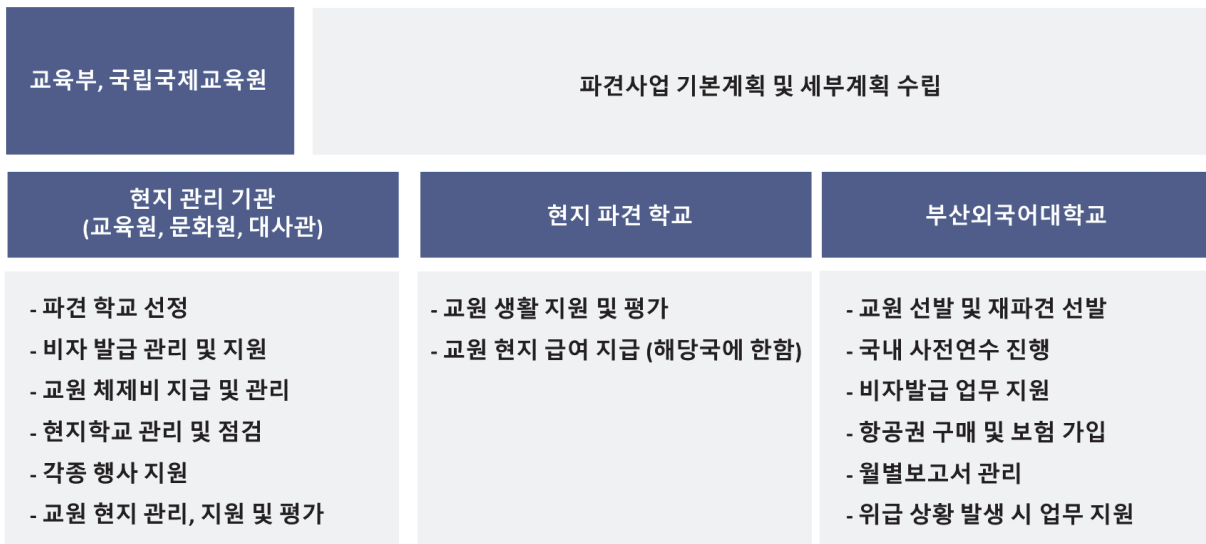 교육부, 국립국제교육원
파견사업 기본계획 및 세부계획 수립
현지 관리 기관
(교육원, 문화원, 대사관)
- 파견 학교 선정
- 비자 발급 관리 및 지원
- 교원 체제비 지급 및 관리
- 현지학교 관리 및 점검
- 각종 행사 지원
- 교원 현지 관리, 지원 및 평가
현지 파견 학교
- 교원 생활 지원 및 평가
- 교원 현지 급여 지급 (해당국에 한함)
부산외국어대학교
- 교원 선발 및 재파견 선발
- 국내 사전연수 진행
- 비자발급 업무 지원
- 항공권 구매 및 보험 가입
- 월별보고서 관리
- 위급 상황 발생 시 업무 지원